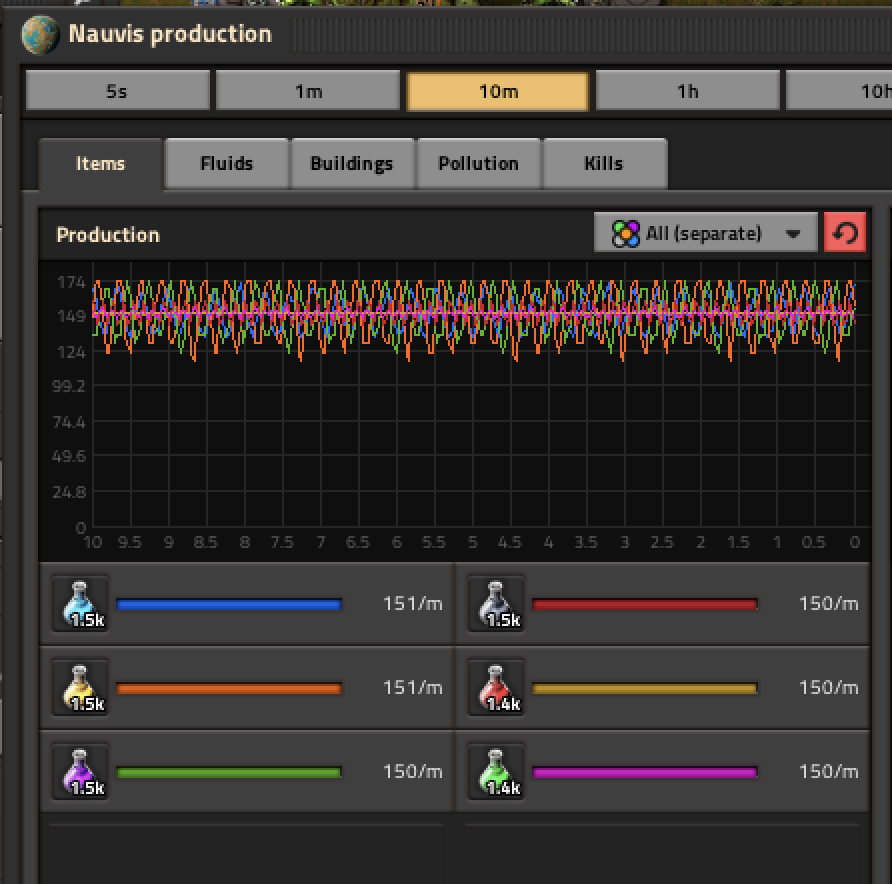 Nauvis production
5s 1m 10m 1h 10h
Items Fluids Buildings Pollution Kills
Production All (separate)
174
149
124
99.2
74.4
49.6
24.8
0
10 9.5 9 8.5 8 7.5 7 6.5 6 5.5 5 4.5 4 3.5 3 2.5 2 1.5 1 0.5 0
1.5k 151/m 1.5k 150/m
1.5k 151/m 1.4k 150/m
1.5k 150/m 1.4k 150/m